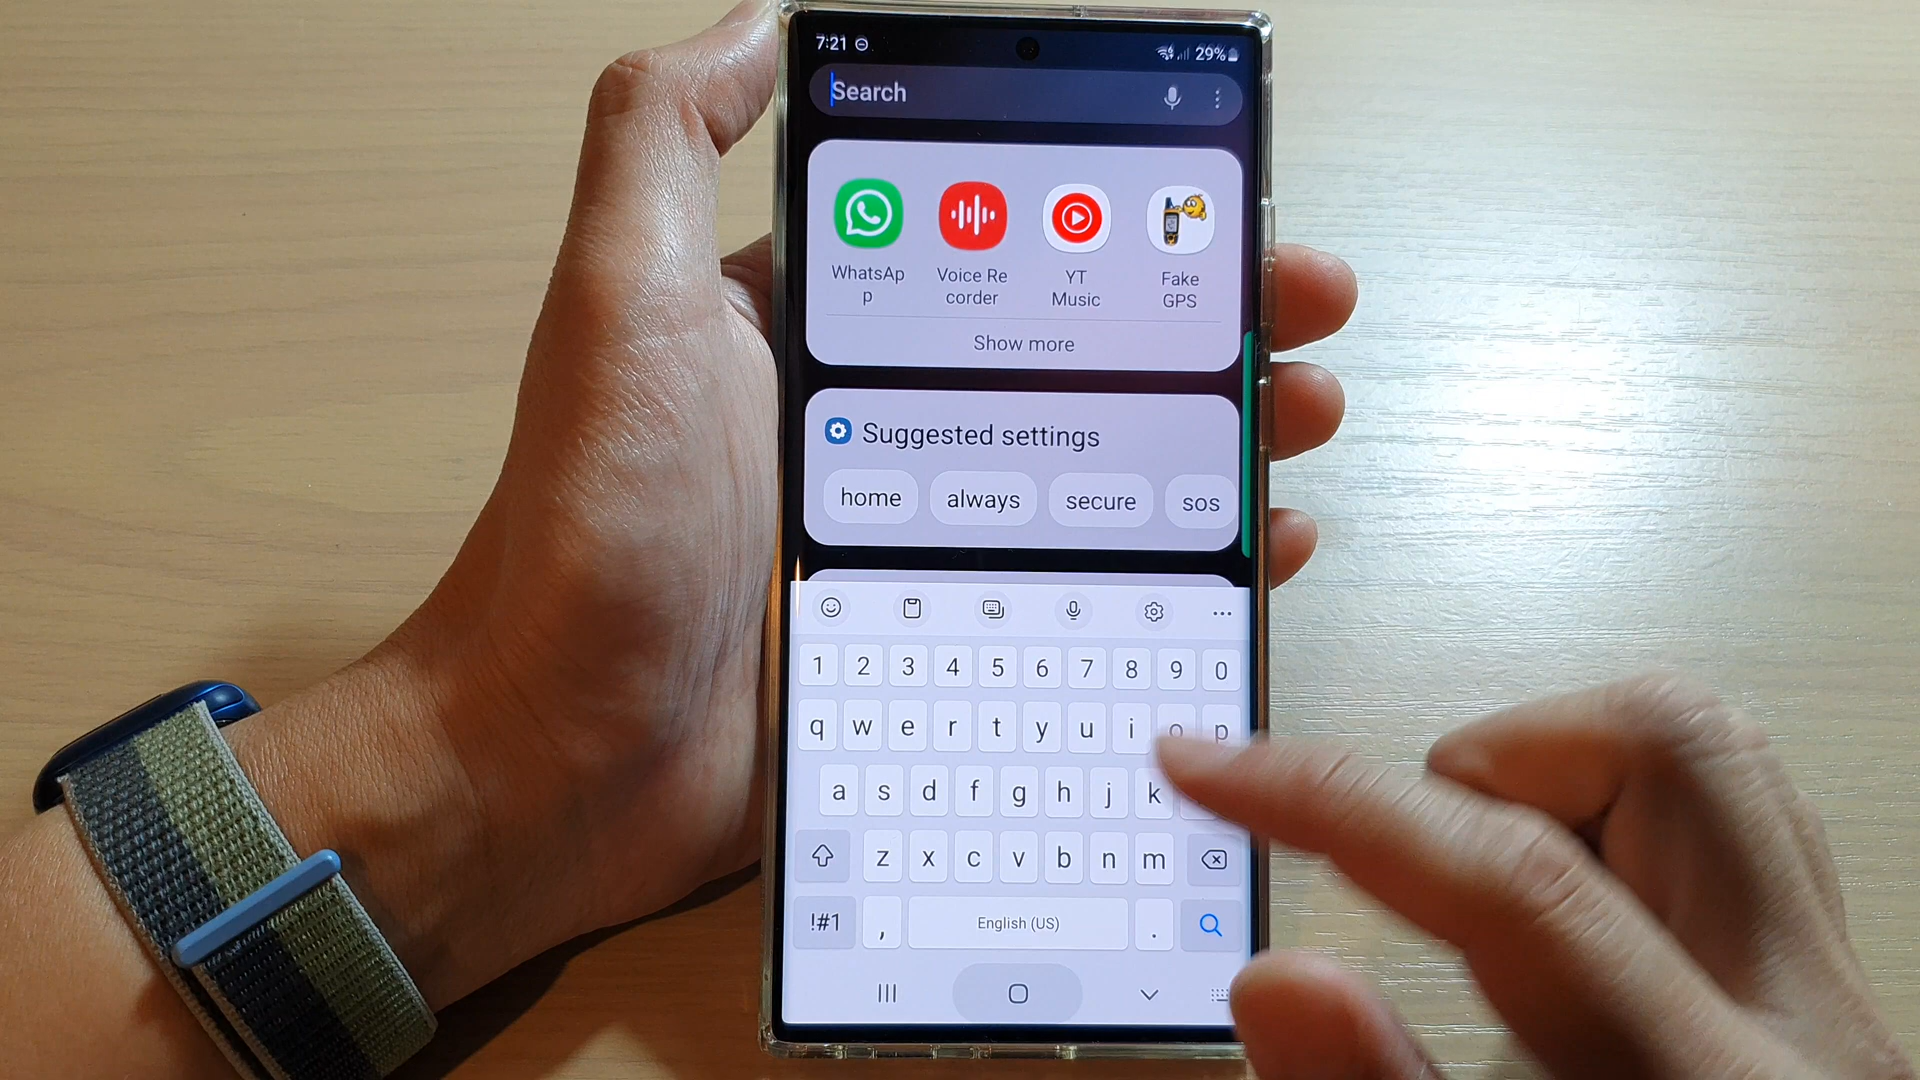 7:21 29%
Search
WhatsAp
p
Voice Re
corder
YT
Music
Fake
GPS
Show more
Suggested settings
home always secure sos
1 2 3 4 5 6 7 8 9 0
q w e r t y u i o p
a s d f g h j k
z x c v b n m
!#1 , English (US) .